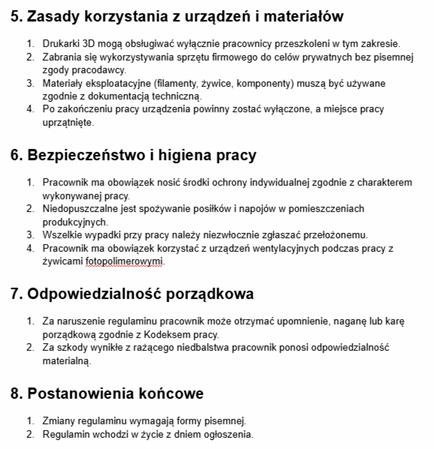 5. Zasady korzystania z urządzeń i materiałów
1. Drukarki 3D mogą obsługiwać wyłącznie pracownicy przeszkoleni w tym zakresie.
2. Zabrania się wykorzystywania sprzętu firmowego do celów prywatnych bez pisemnej
zgody pracodawcy.
3. Materiały eksploatacyjne (filamenty, żywice, komponenty) muszą być używane
zgodnie z dokumentacją techniczną.
4. Po zakończeniu pracy urządzenia powinny zostać wyłączone, a miejsce pracy
uprzątnięte.
6. Bezpieczeństwo i higiena pracy
1. Pracownik ma obowiązek nosić środki ochrony indywidualnej zgodnie z charakterem
wykonywanej pracy.
2. Niedopuszczalne jest spożywanie posiłków i napojów w pomieszczeniach
produkcyjnych.
3. Wszelkie wypadki przy pracy należy niezwłocznie zgłaszać przełożonemu.
4. Pracownik ma obowiązek korzystać z urządzeń wentylacyjnych podczas pracy z
żywicami fotopolimerowymi.
7. Odpowiedzialność porządkowa
1. Za naruszenie regulaminu pracownik może otrzymać upomnienie, naganę lub karę
porządkową zgodnie z Kodeksem pracy.
2. Za szkody wynikłe z rażącego niedbalstwa pracownik ponosi odpowiedzialność
materialną.
8. Postanowienia końcowe
1. Zmiany regulaminu wymagają formy pisemnej.
2. Regulamin wchodzi w życie z dniem ogłoszenia.